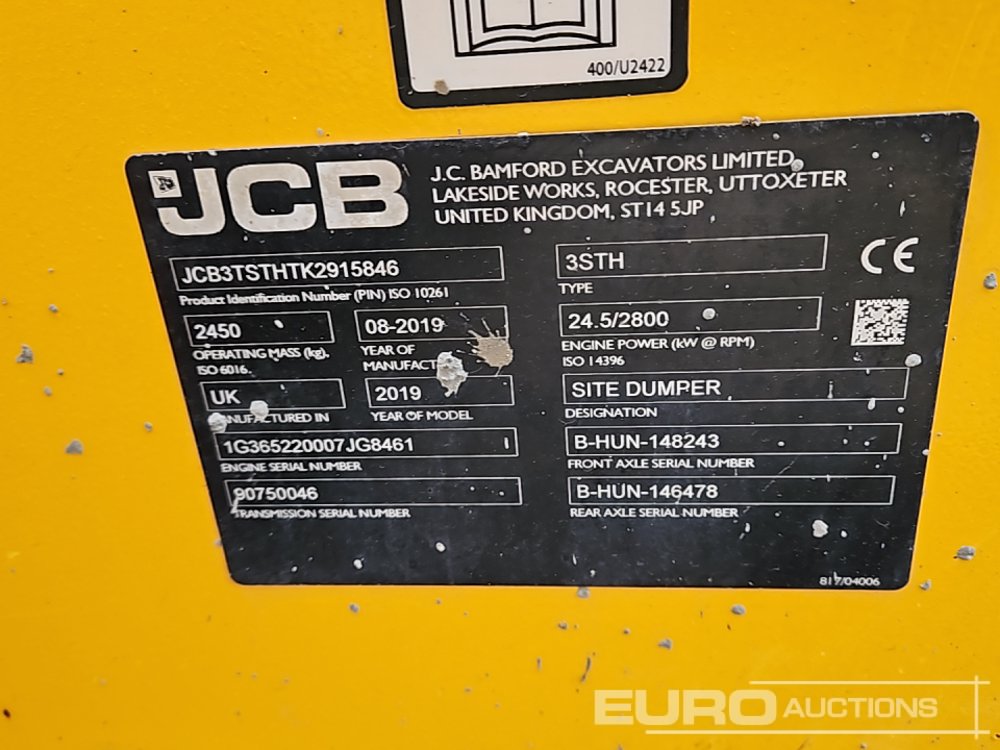 400/U2422
JCB
J.C. BAMFORD EXCAVATORS LIMITED,
LAKESIDE WORKS, ROCESTER, UTTOXETER
UNITED KINGDOM, ST14 5JP
JCB3TSTHTK2915846
Product Identification Number (PIN) ISO 10261
3STH
TYPE
CE
2450
OPERATING MASS (kg),
ISO 6016.
08-2019
YEAR OF
MANUFACT
24.5/2800
ENGINE POWER (kW @ RPM)
ISO 14396
UK
MANUFACTURED IN
2019
YEAR OF MODEL
SITE DUMPER
DESIGNATION
1G365220007JG8461
ENGINE SERIAL NUMBER
B-HUN-148243
FRONT AXLE SERIAL NUMBER
90750046
TRANSMISSION SERIAL NUMBER
B-HUN-146478
REAR AXLE SERIAL NUMBER
817/04006
EURO AUCTIONS